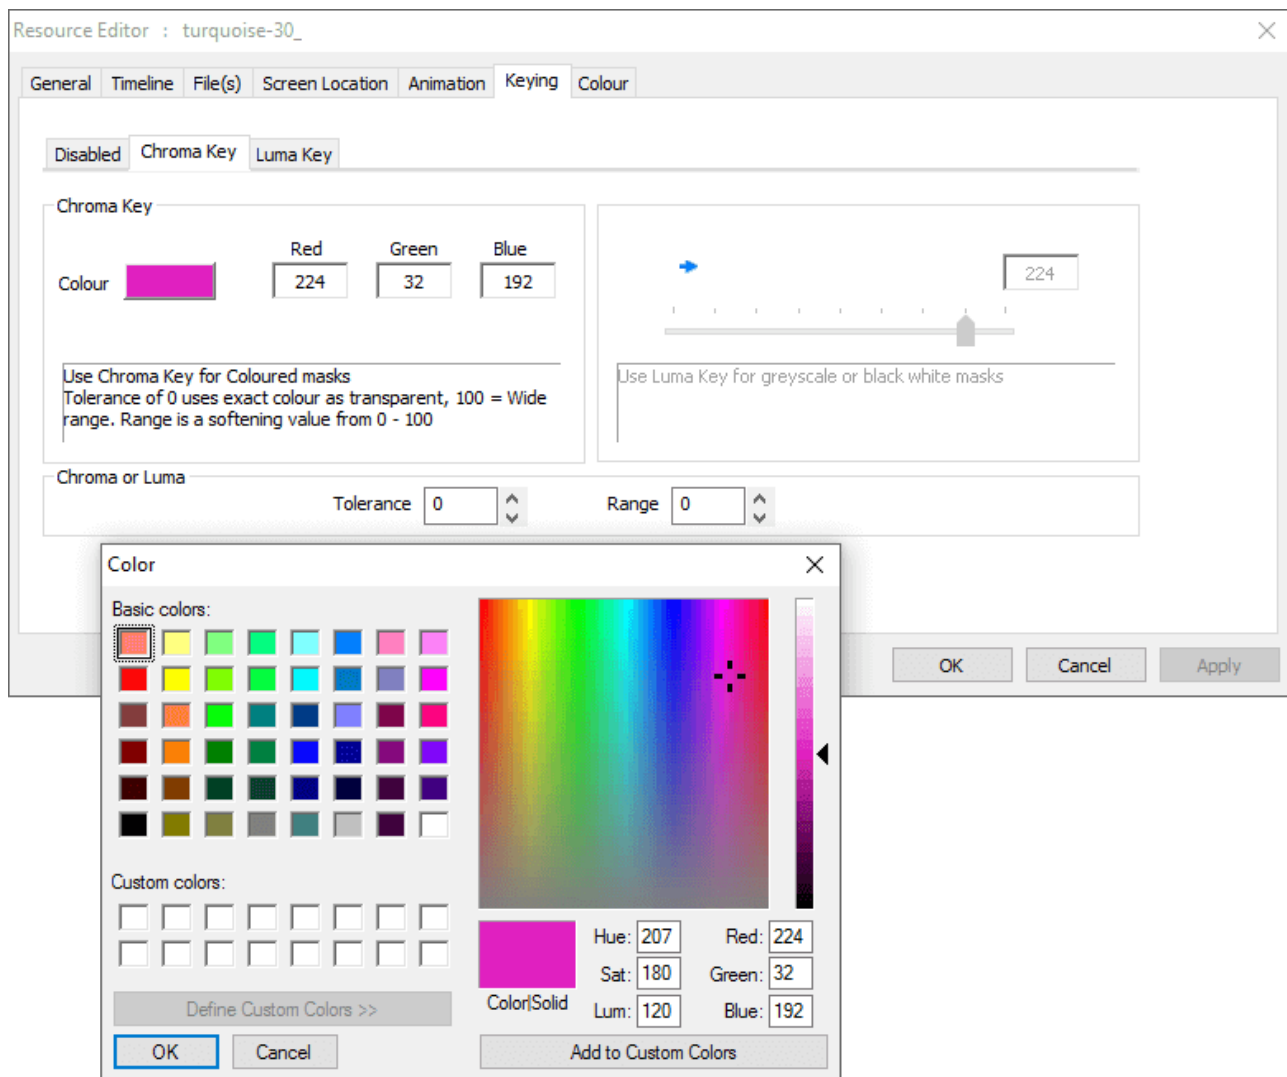 Resource Editor : turquoise-30_
General Timeline File(s) Screen Location Animation Keying Colour
Disabled Chroma Key Luma Key
Chroma Key
Red Green Blue
Colour 224 32 192
224
Use Chroma Key for Coloured masks
Tolerance of 0 uses exact colour as transparent, 100 = Wide
range. Range is a softening value from 0 - 100
Use Luma Key for greyscale or black white masks
Chroma or Luma
Tolerance 0 Range 0
OK Cancel Apply
Color
Basic colors:
Custom colors:
Define Custom Colors >>
OK Cancel
Color|Solid
Hue: 207 Red: 224
Sat: 180 Green: 32
Lum: 120 Blue: 192
Add to Custom Colors